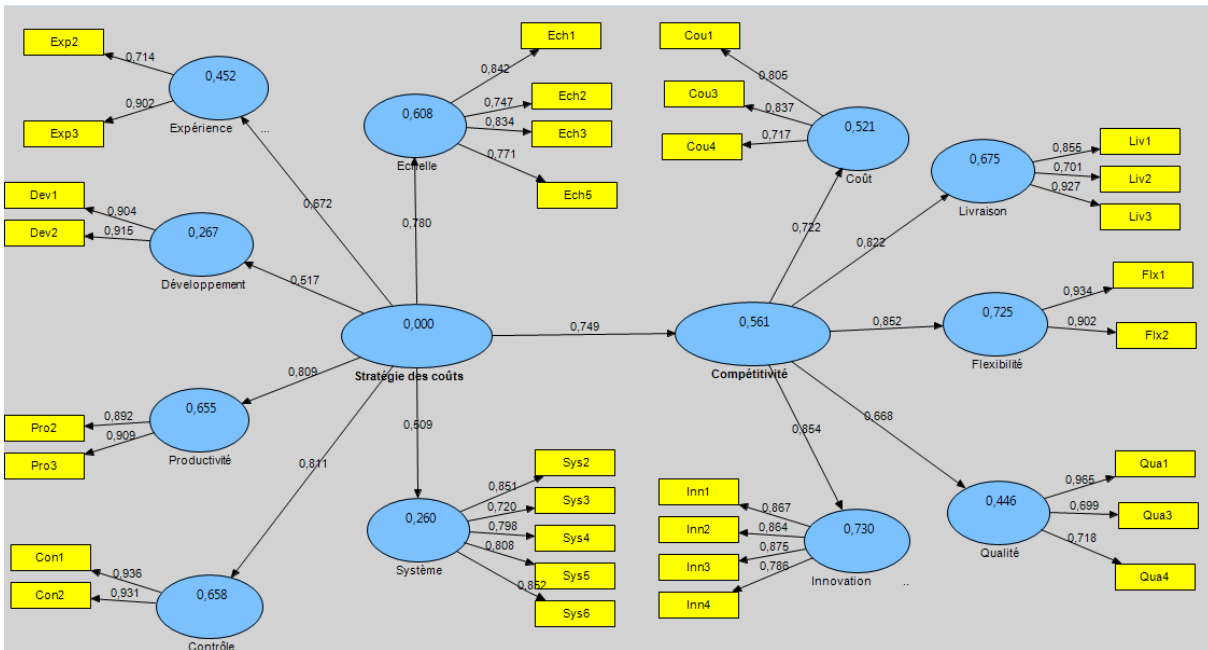 Exp2
0,714
0,452
0,902
Exp3
Expérience ...
Ech1
0,842
0,747
Ech2
0,608
0,834
Ech3
0,771
Echelle
Ech5
Cou1
0,805
Cou3
0,837
0,521
0,717
Cou4
Coût
Liv1
0,855
0,675
0,701
Liv2
0,927
Livraison
Liv3
Dev1
0,904
Dev2
0,915
0,267
Développement
0,672
0,780
0,722
0,822
0,517
Flx1
0,934
0,725
0,902
Flx2
Flexibilité
0,000
0,749
0,561
0,852
Stratégie des coûts
Compétitivité
0,809
0,655
Pro2
0,892
0,909
Pro3
Productivité
0,811
0,509
0,854
0,668
Sys2
0,851
Sys3
0,720
0,260
0,798
Sys4
0,808
Sys5
Système
0,852
Sys6
Inn1
0,867
Inn2
0,864
0,730
0,875
Inn3
0,786
Innovation ..
Inn4
Qua1
0,965
0,446
0,699
Qua3
0,718
Qualité
Qua4
Con1
0,936
Con2
0,931
0,658
Contrôle